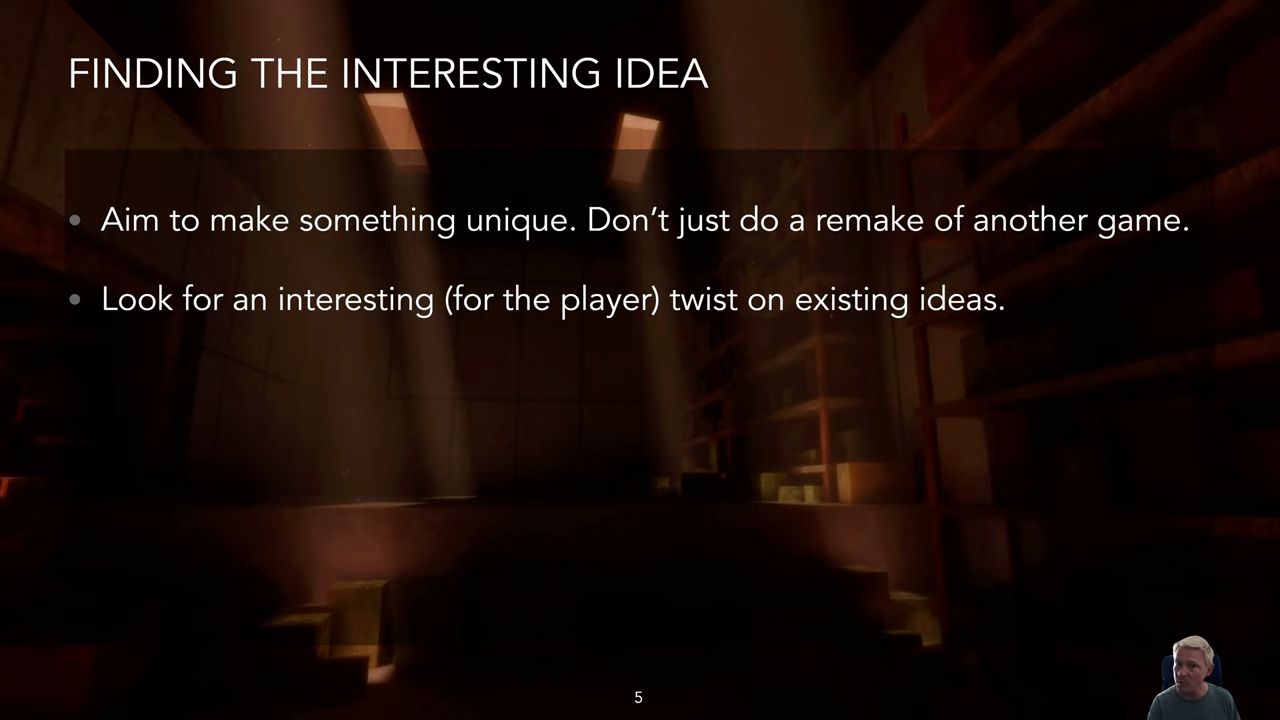 FINDING THE INTERESTING IDEA
• Aim to make something unique. Don’t just do a remake of another game.
• Look for an interesting (for the player) twist on existing ideas.
5